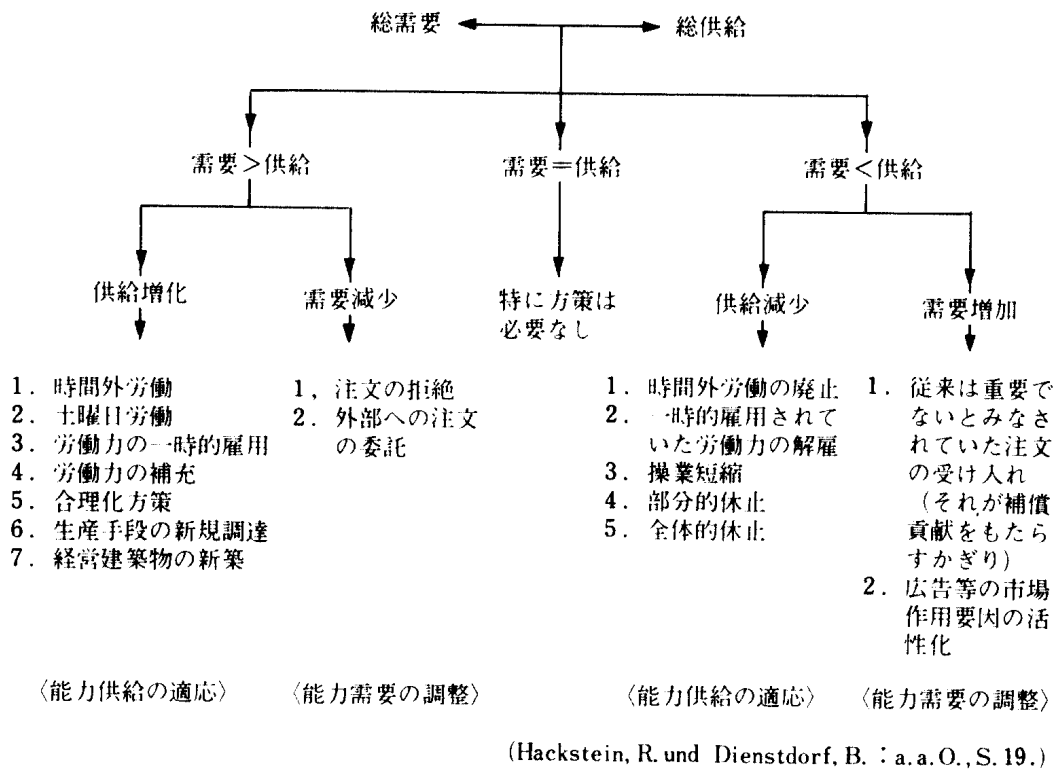 総需要 総供給
需要＞供給 需要＝供給 需要＜供給
供給増化
需要減少
特に方策は
必要なし
供給減少
需要増加
1. 時間外労働
2. 土曜日労働
3. 労働力の一時的雇用
4. 労働力の補充
5. 合理化方策
6. 生産手段の新規調達
7. 経営建築物の新築
1, 注文の拒絶
2. 外部への注文
の委託
1. 時間外労働の廃止
2. 一時的雇用されて
いた労働力の解雇
3. 操業短縮
4. 部分的休止
5. 全体的休止
1. 従来は重要で
ないとみなさ
れていた注文
の受け入れ
（それが補償
貢献をもたら
すかぎり）
2. 広告等の市場
作用要因の活
性化
〈能力供給の適応〉 〈能力需要の調整〉 〈能力供給の適応〉 〈能力需要の調整〉
(Hackstein, R. und Dienstdorf, B. : a.a.O., S. 19.)